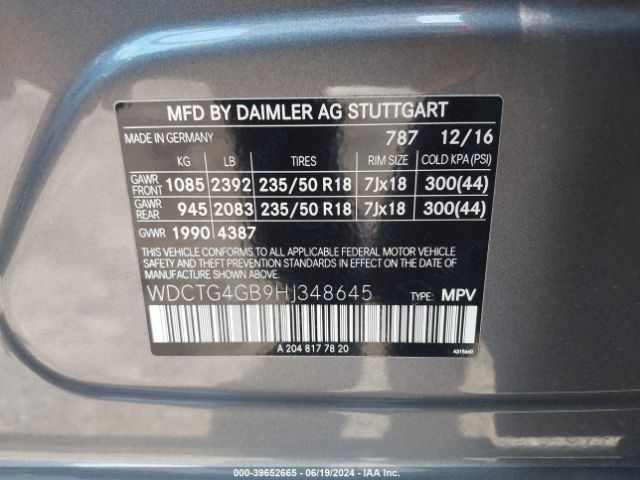 MFD BY DAIMLER AG STUTTGART
MADE IN GERMANY 787 12/16
KG LB TIRES RIM SIZE COLD KPA (PSI)
GAWR FRONT 1085 2392 235/50 R18 7Jx18 300(44)
GAWR REAR 945 2083 235/50 R18 7Jx18 300(44)
GVWR 1990 4387
THIS VEHICLE CONFORMS TO ALL APPLICABLE FEDERAL MOTOR VEHICLE
SAFETY AND THEFT PREVENTION STANDARDS IN EFFECT ON THE DATE
OF MANUFACTURE SHOWN ABOVE.
WDCTG4GB9HJ348645 TYPE: MPV
A 204 817 78 20 4315660
000-39652665 - 06/19/2024 - IAA Inc.